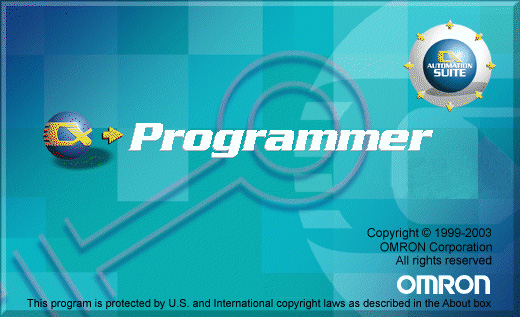 CX
AUTOMATION
SUITE
CX Programmer
Copyright © 1999-2003
OMRON Corporation
All rights reserved
OMRON
This program is protected by U.S. and International copyright laws as described in the About box